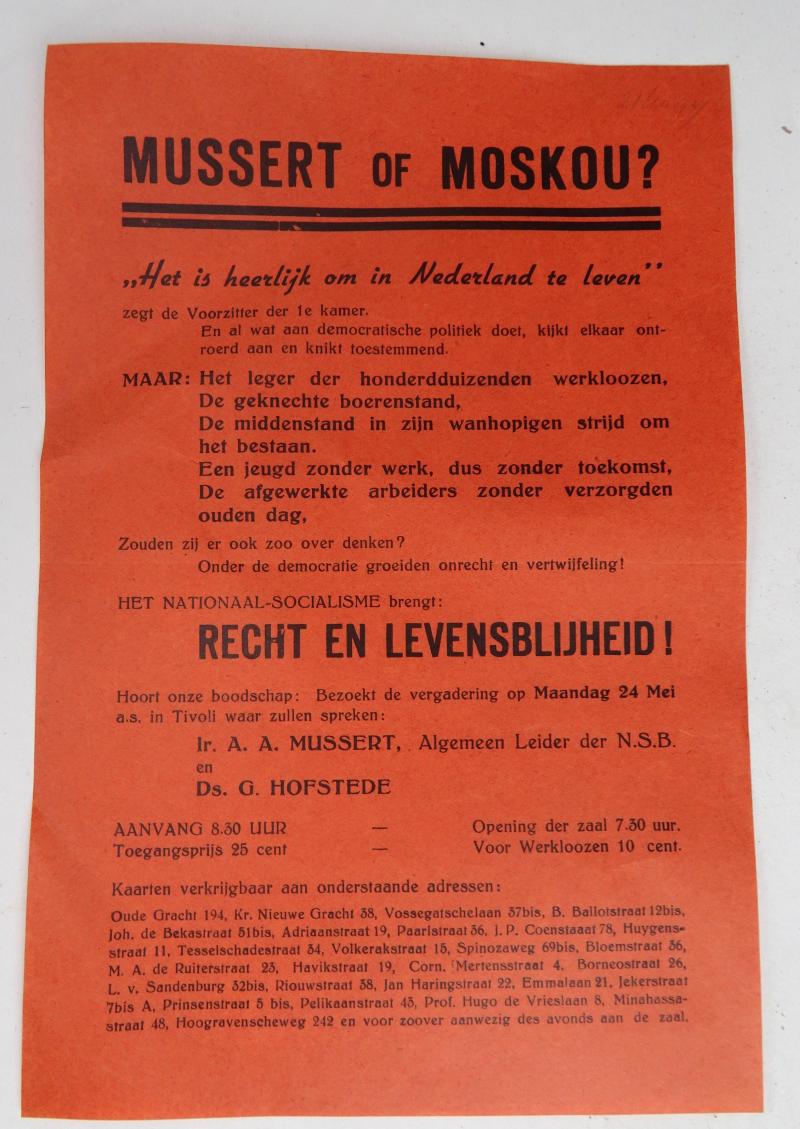 MUSSERT OF MOSKOU?
„Het is heerlijk om in Nederland te leven”
zegt de Voorzitter der 1e kamer.
En al wat aan democratische politiek doet, kijkt elkaar ont-
roerd aan en knikt toestemmend.
MAAR: Het leger der honderdduizenden werkloozen,
De geknechte boerenstand,
De middenstand in zijn wanhopigen strijd om
het bestaan.
Een jeugd zonder werk, dus zonder toekomst,
De afgewerkte arbeiders zonder verzorgden
ouden dag,
Zouden zij er ook zoo over denken?
Onder de democratie groeiden onrecht en vertwijfeling!
HET NATIONAAL-SOCIALISME brengt:
RECHT EN LEVENSBLIJHEID!
Hoort onze boodschap: Bezoekt de vergadering op Maandag 24 Mei
a.s. in Tivoli waar zullen spreken:
Ir. A. A. MUSSERT, Algemeen Leider der N.S.B.
en
Ds. G. HOFSTEDE
AANVANG 8.30 UUR — Opening der zaal 7.30 uur.
Toegangsprijs 25 cent — Voor Werkloozen 10 cent.
Kaarten verkrijgbaar aan onderstaande adressen:
Oude Gracht 194, Kr. Nieuwe Gracht 38, Vossegatschelaan 37bis, B. Ballotstraat 12bis,
Joh. de Bekastraat 51bis, Adriaanstraat 19, Paarlstraat 36, J. P. Coenstaaat 78, Huygens-
straat 11, Tesselschadestraat 34, Volkerakstraat 15, Spinozaweg 69bis, Bloemstraat 36,
M. A. de Ruiterstraat 23, Havikstraat 19, Corn. Mertensstraat 4, Borneostraat 26,
L. v. Sandenburg 32bis, Riouwstraat 38, Jan Haringstraat 22, Emmalaan 21, Jekerstraat
7bis A, Prinsenstraat 5 bis, Pelikaanstraat 43, Prof. Hugo de Vrieslaan 8, Minahassa-
straat 48, Hoogravenscheweg 242 en voor zoover aanwezig des avonds aan de zaal.